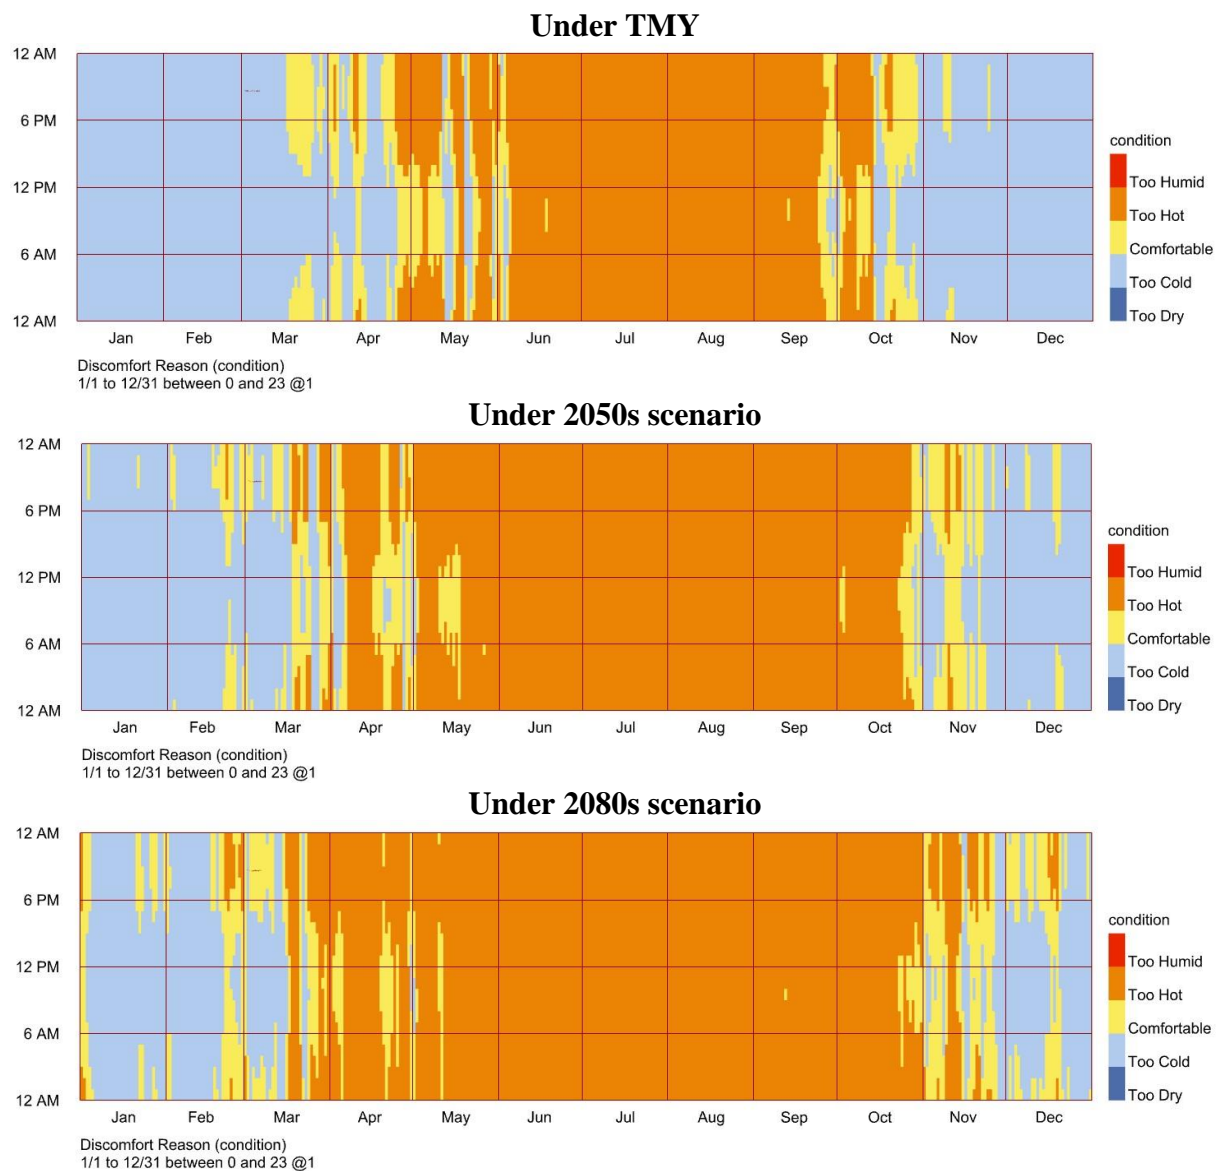 Under TMY
12 AM
6 PM
12 PM
6 AM
12 AM
Jan Feb Mar Apr May Jun Jul Aug Sep Oct Nov Dec
condition
Too Humid
Too Hot
Comfortable
Too Cold
Too Dry
Discomfort Reason (condition)
1/1 to 12/31 between 0 and 23 @1
Under 2050s scenario
12 AM
6 PM
12 PM
6 AM
12 AM
Jan Feb Mar Apr May Jun Jul Aug Sep Oct Nov Dec
condition
Too Humid
Too Hot
Comfortable
Too Cold
Too Dry
Discomfort Reason (condition)
1/1 to 12/31 between 0 and 23 @1
Under 2080s scenario
12 AM
6 PM
12 PM
6 AM
12 AM
Jan Feb Mar Apr May Jun Jul Aug Sep Oct Nov Dec
condition
Too Humid
Too Hot
Comfortable
Too Cold
Too Dry
Discomfort Reason (condition)
1/1 to 12/31 between 0 and 23 @1